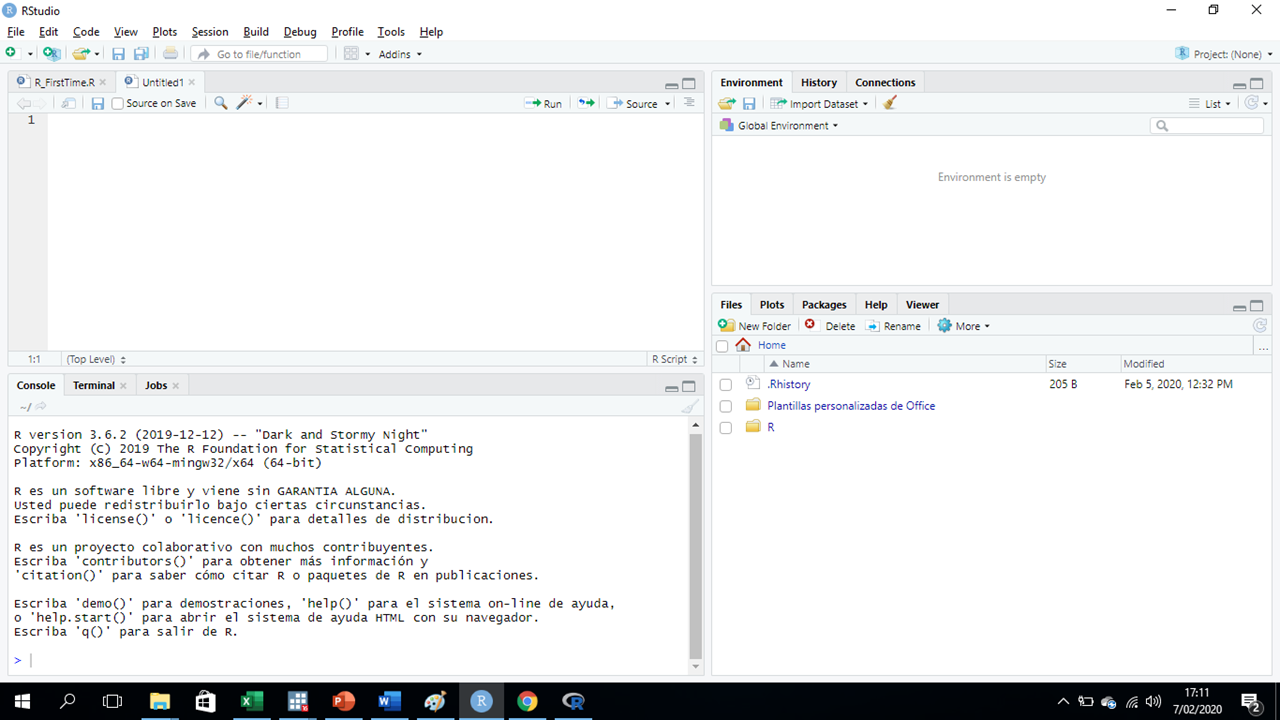 RStudio
File Edit Code View Plots Session Build Debug Profile Tools Help
Go to file/function Addins Project: (None)
R_FirstTime.R Untitled1
Source on Save Run Source
1
1:1 (Top Level) R Script
Console Terminal Jobs
~/
R version 3.6.2 (2019-12-12) -- "Dark and Stormy Night"
Copyright (C) 2019 The R Foundation for Statistical Computing
Platform: x86_64-w64-mingw32/x64 (64-bit)
R es un software libre y viene sin GARANTIA ALGUNA.
Usted puede redistribuirlo bajo ciertas circunstancias.
Escriba 'license()' o 'licence()' para detalles de distribucion.
R es un proyecto colaborativo con muchos contribuyentes.
Escriba 'contributors()' para obtener más información y
'citation()' para saber cómo citar R o paquetes de R en publicaciones.
Escriba 'demo()' para demostraciones, 'help()' para el sistema on-line de ayuda,
o 'help.start()' para abrir el sistema de ayuda HTML con su navegador.
Escriba 'q()' para salir de R.
>
Environment History Connections
Import Dataset List
Global Environment
Environment is empty
Files Plots Packages Help Viewer
New Folder Delete Rename More
Home ...
Name Size Modified
.Rhistory 205 B Feb 5, 2020, 12:32 PM
Plantillas personalizadas de Office
R
17:11
7/02/2020
2